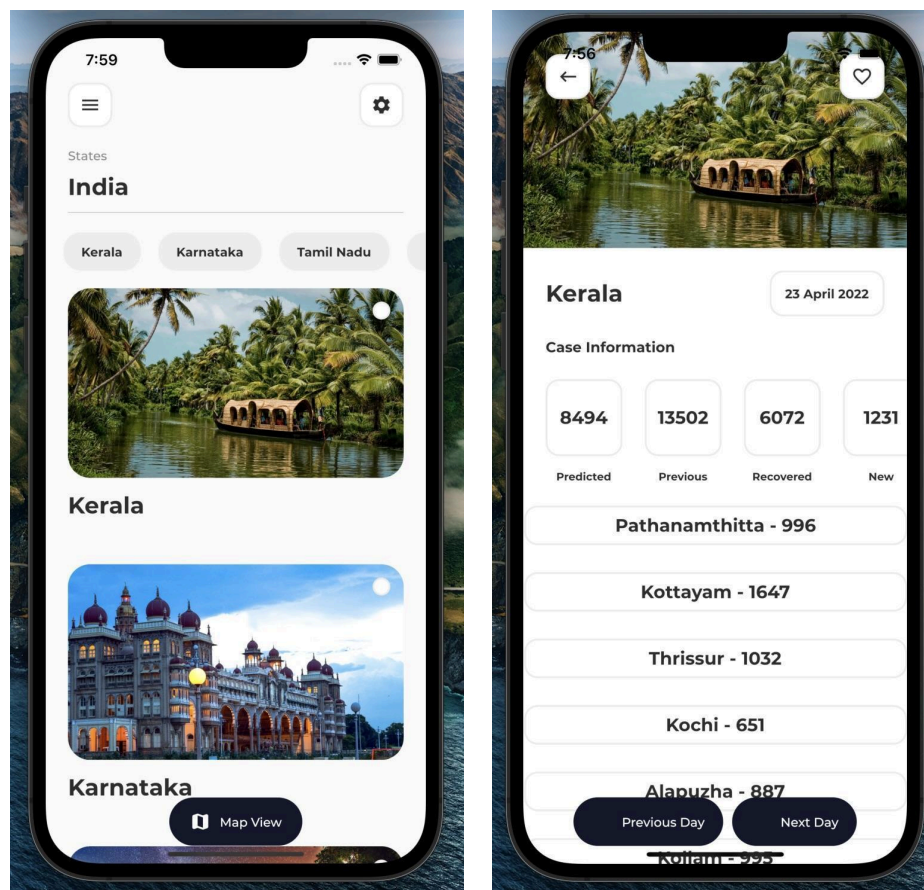 7:59
States
India
Kerala
Karnataka
Tamil Nadu
Kerala
Karnataka
Map View
7:56
Kerala
23 April 2022
Case Information
8494
13502
6072
1231
Predicted
Previous
Recovered
New
Pathanamthitta - 996
Kottayam - 1647
Thrissur - 1032
Kochi - 651
Alapuzha - 887
Previous Day
Next Day
Kollam - 995